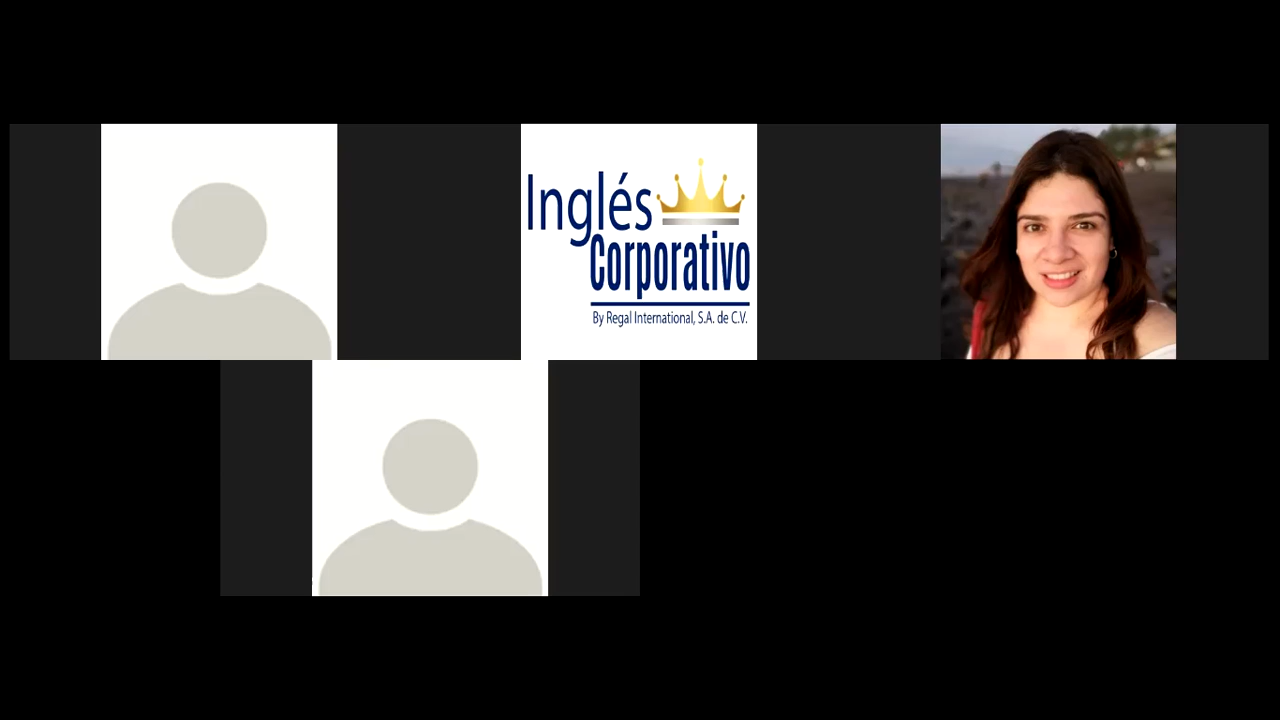 Inglés
Corporativo
By Regal International, S.A. de C.V.